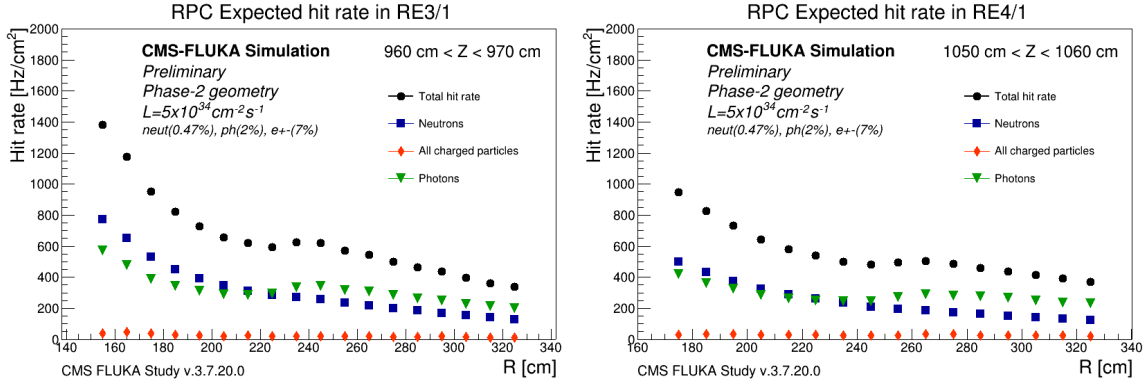 RPC Expected hit rate in RE3/1
Hit rate [Hz/cm²]
2000
1800
1600
1400
1200
1000
800
600
400
200
0
CMS-FLUKA Simulation
960 cm < Z < 970 cm
Preliminary
Phase-2 geometry
L=5x10³⁴cm⁻²s⁻¹
neut(0.47%), ph(2%), e+-(7%)
Total hit rate
Neutrons
All charged particles
Photons
140 160 180 200 220 240 260 280 300 320 340
R [cm]
CMS FLUKA Study v.3.7.20.0
RPC Expected hit rate in RE4/1
Hit rate [Hz/cm²]
2000
1800
1600
1400
1200
1000
800
600
400
200
0
CMS-FLUKA Simulation
1050 cm < Z < 1060 cm
Preliminary
Phase-2 geometry
L=5x10³⁴cm⁻²s⁻¹
neut(0.47%), ph(2%), e+-(7%)
Total hit rate
Neutrons
All charged particles
Photons
160 180 200 220 240 260 280 300 320 340
R [cm]
CMS FLUKA Study v.3.7.20.0